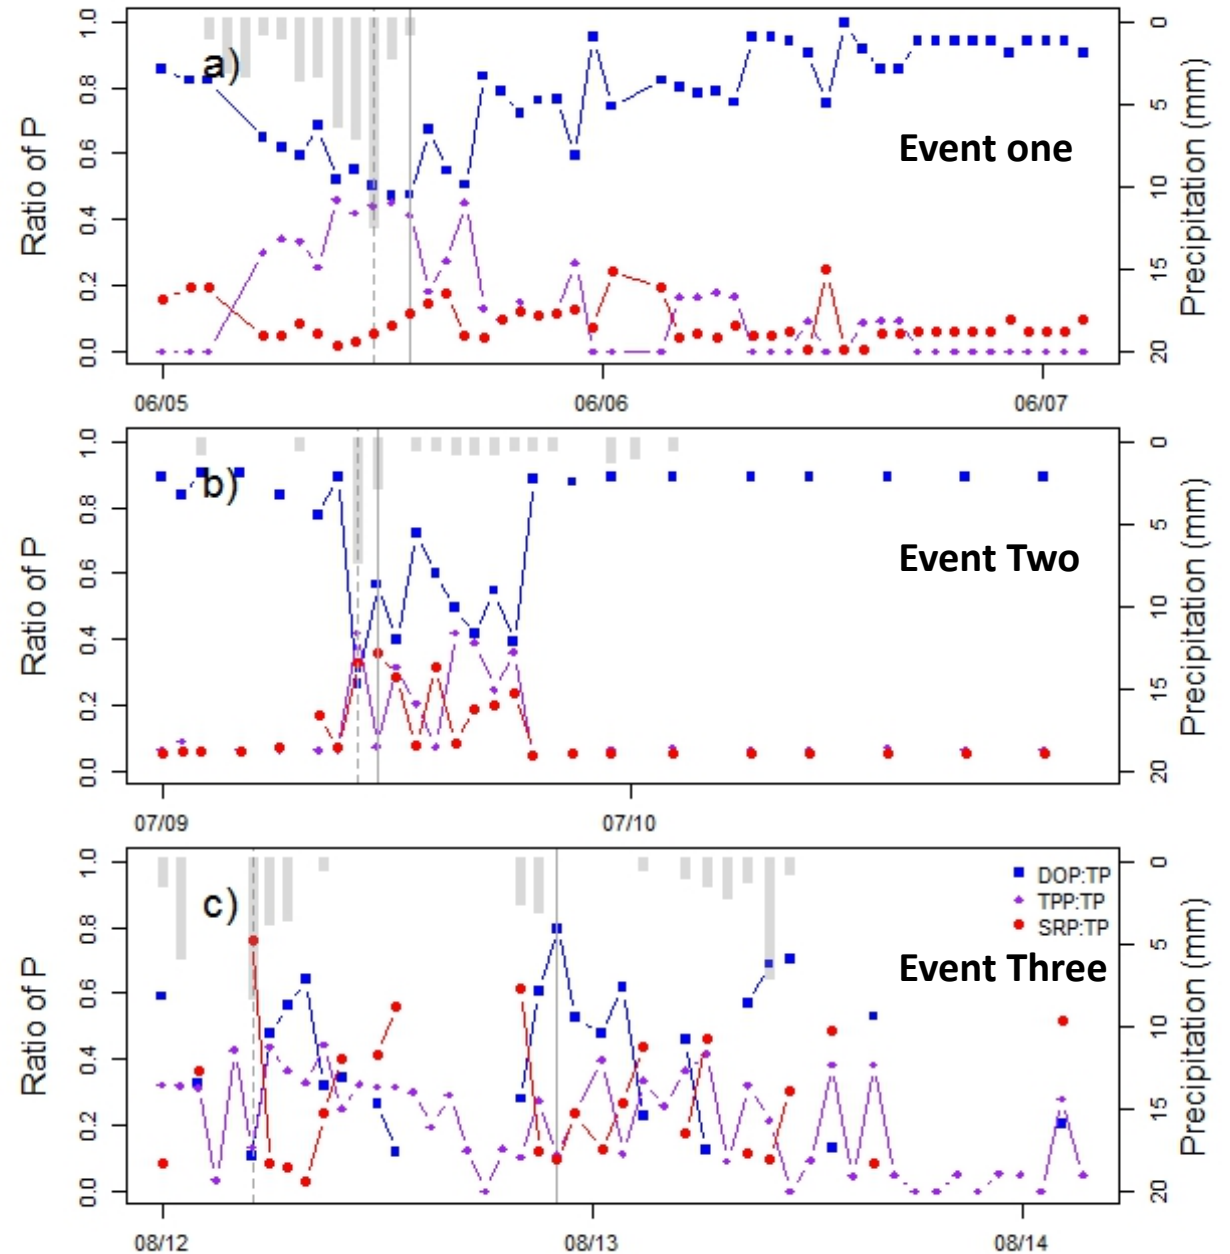 a)
Event one
Ratio of P
0.0 0.2 0.4 0.6 0.8 1.0
Precipitation (mm)
0 5 10 15 20
06/05 06/06 06/07
b)
Event Two
Ratio of P
0.0 0.2 0.4 0.6 0.8 1.0
Precipitation (mm)
0 5 10 15 20
07/09 07/10
c)
DOP:TP
TPP:TP
SRP:TP
Event Three
Ratio of P
0.0 0.2 0.4 0.6 0.8 1.0
Precipitation (mm)
0 5 10 15 20
08/12 08/13 08/14